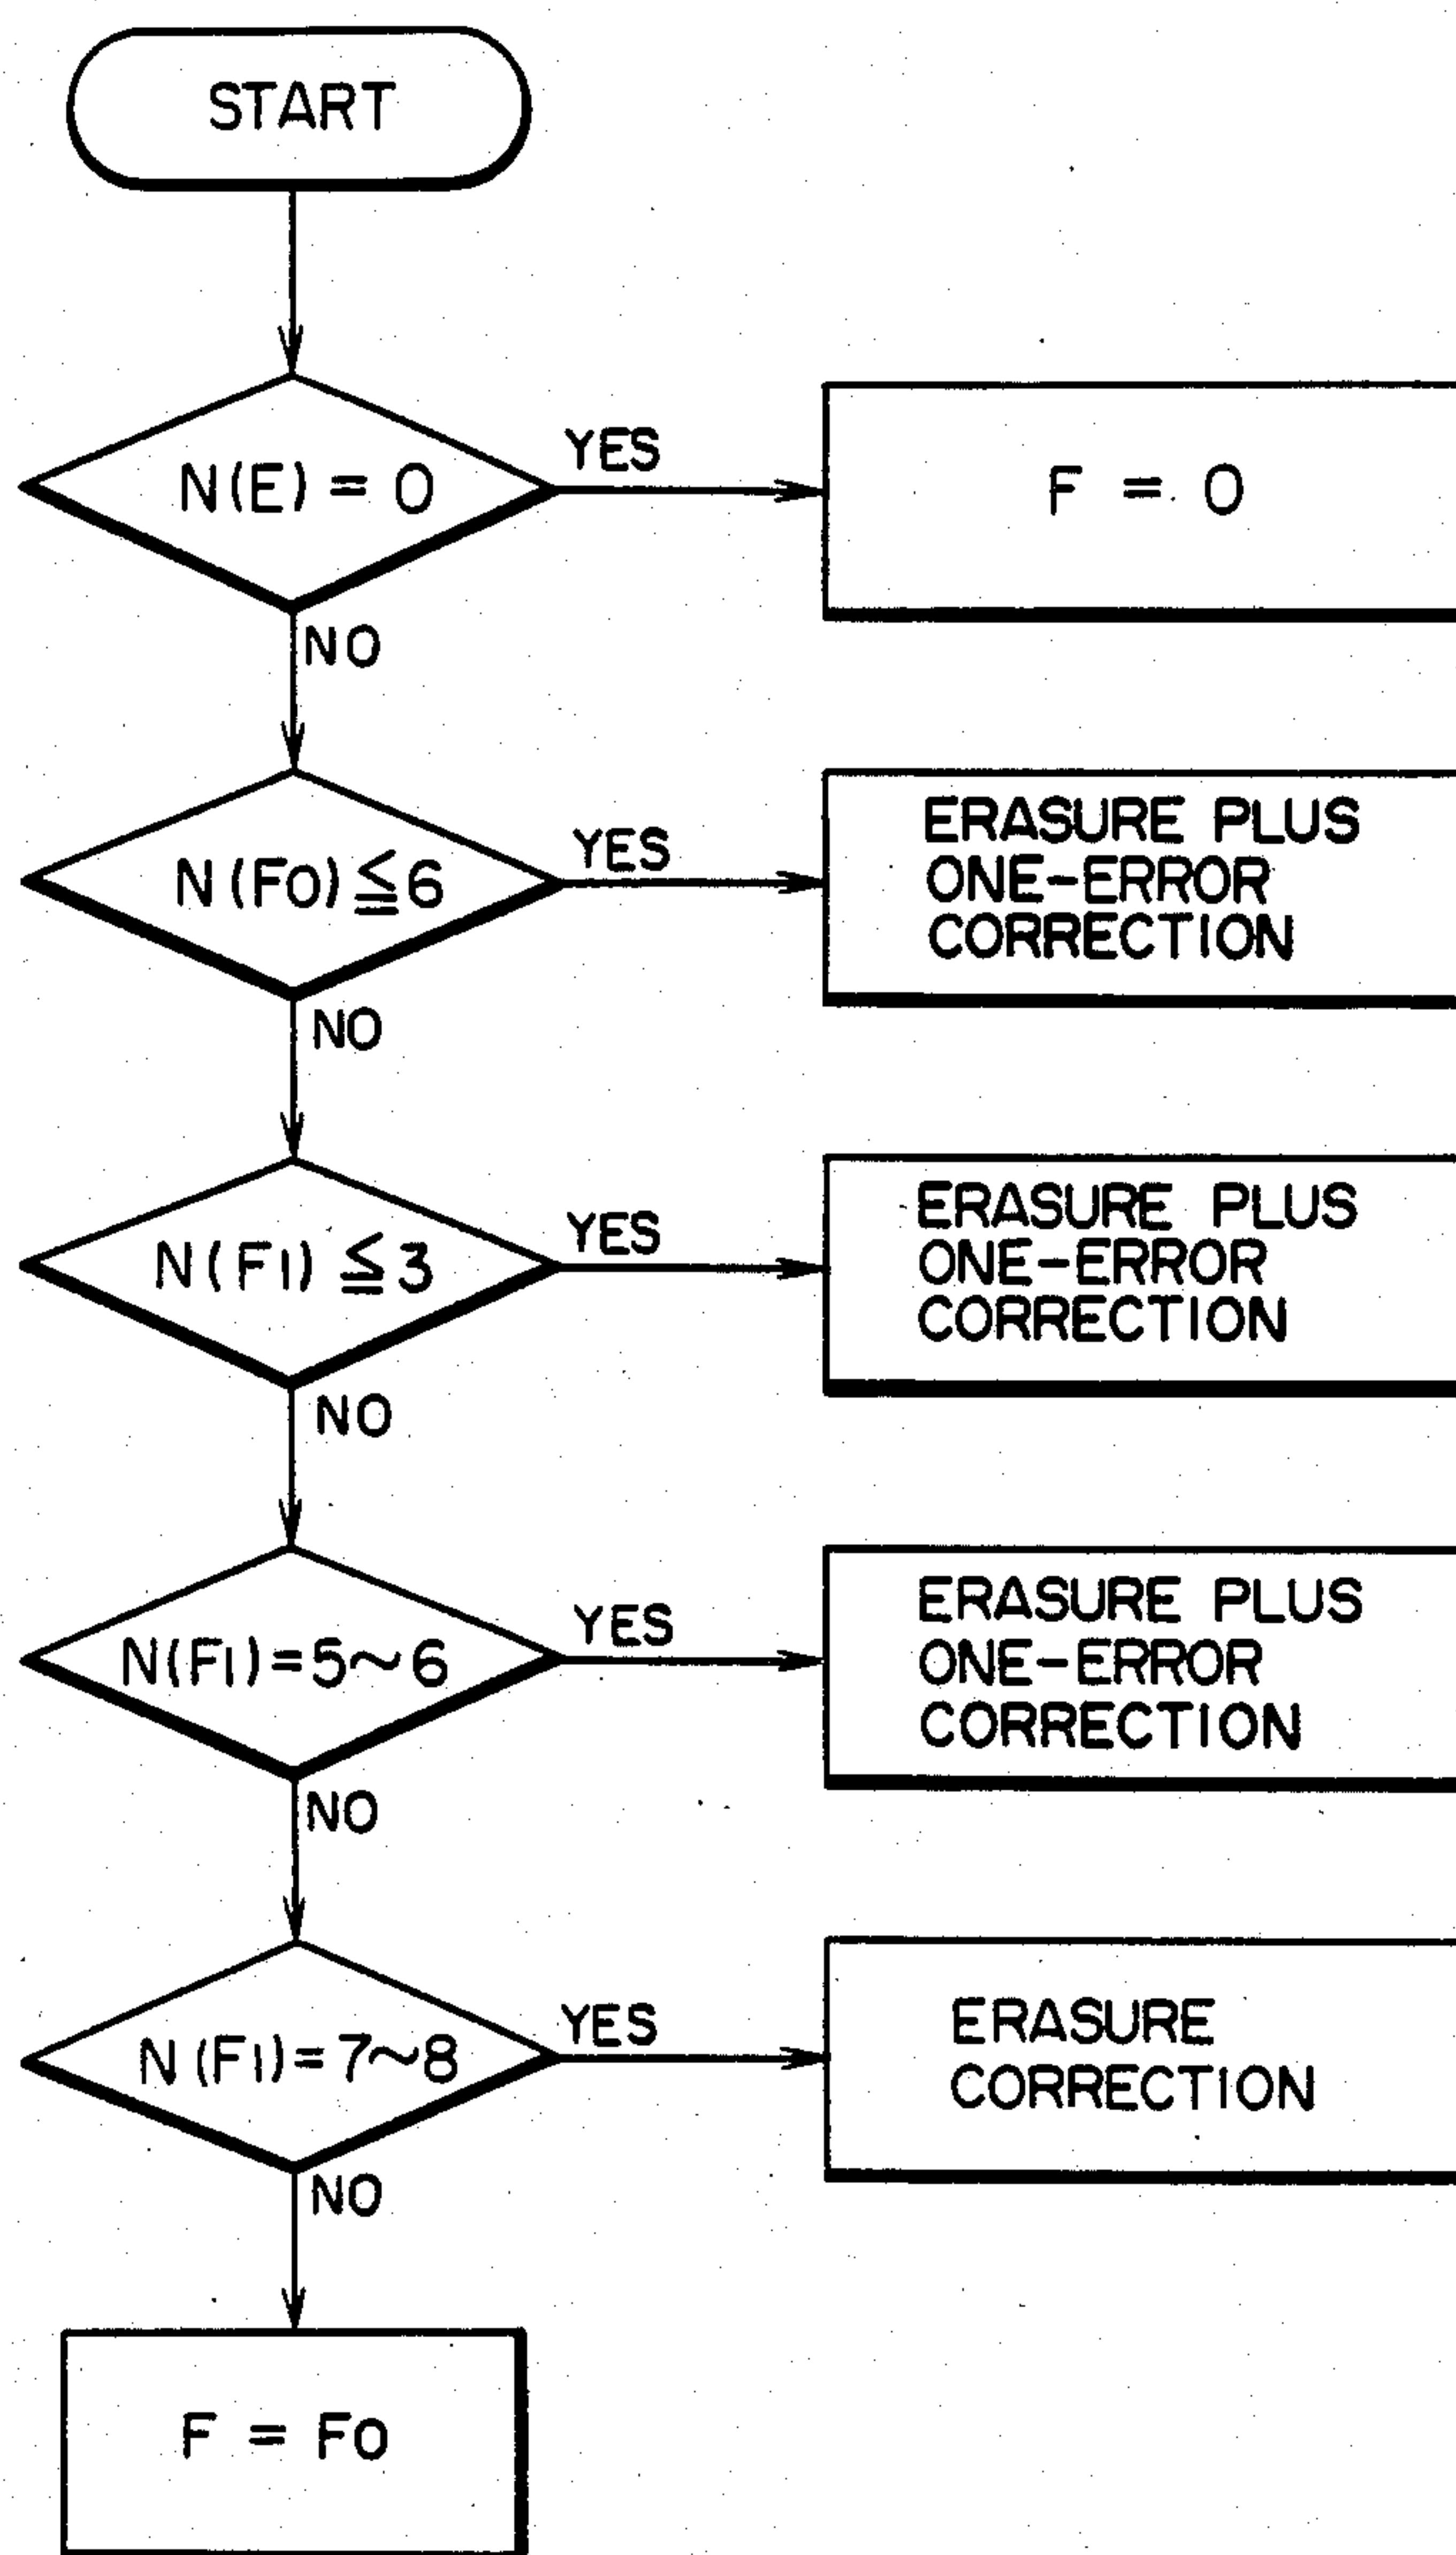 START
N(E) = 0
YES
F = 0
NO
N(F0) ≦ 6
YES
ERASURE PLUS
ONE-ERROR
CORRECTION
NO
N(F1) ≦ 3
YES
ERASURE PLUS
ONE-ERROR
CORRECTION
NO
N(F1) = 5~6
YES
ERASURE PLUS
ONE-ERROR
CORRECTION
NO
N(F1) = 7~8
YES
ERASURE
CORRECTION
NO
F = F0